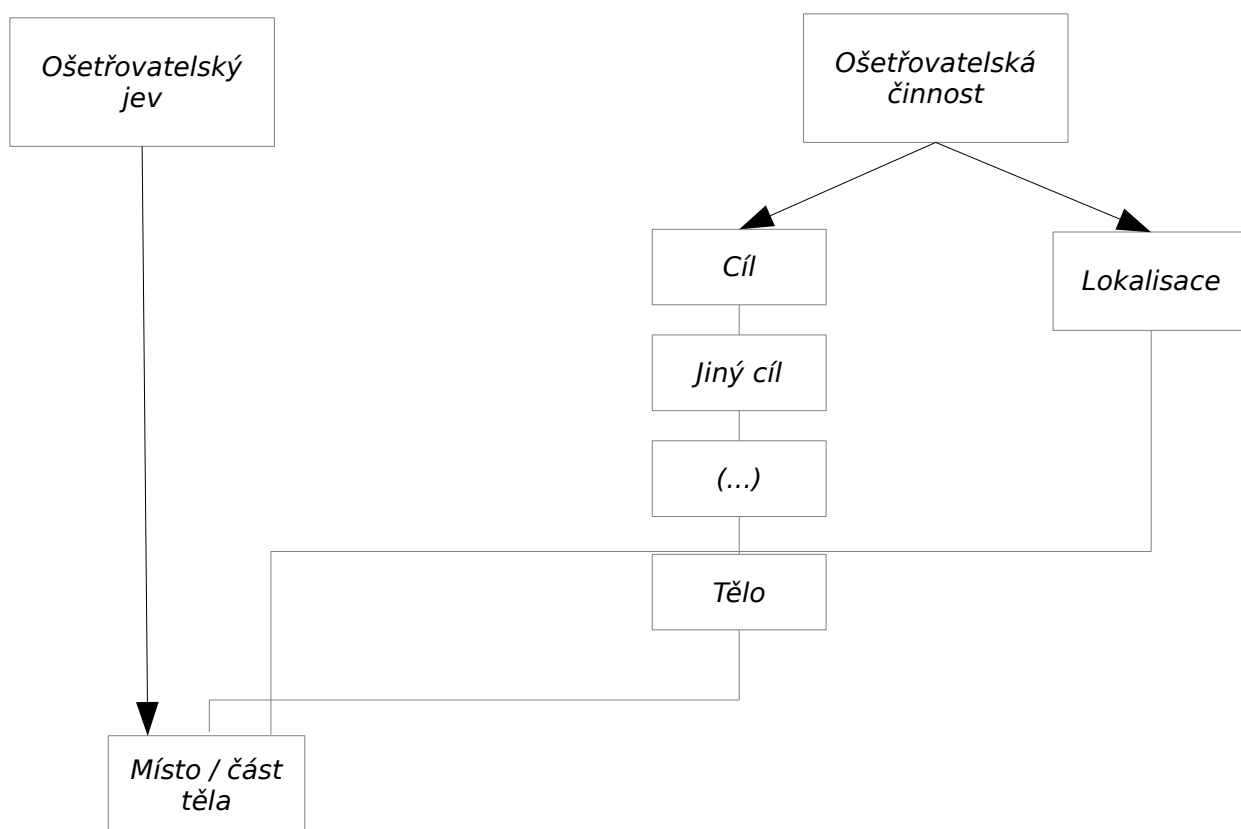 Ošetřovatelský
jev
Ošetřovatelská
činnost
Cíl
Lokalisace
Jiný cíl
(...)
Tělo
Místo / část
těla